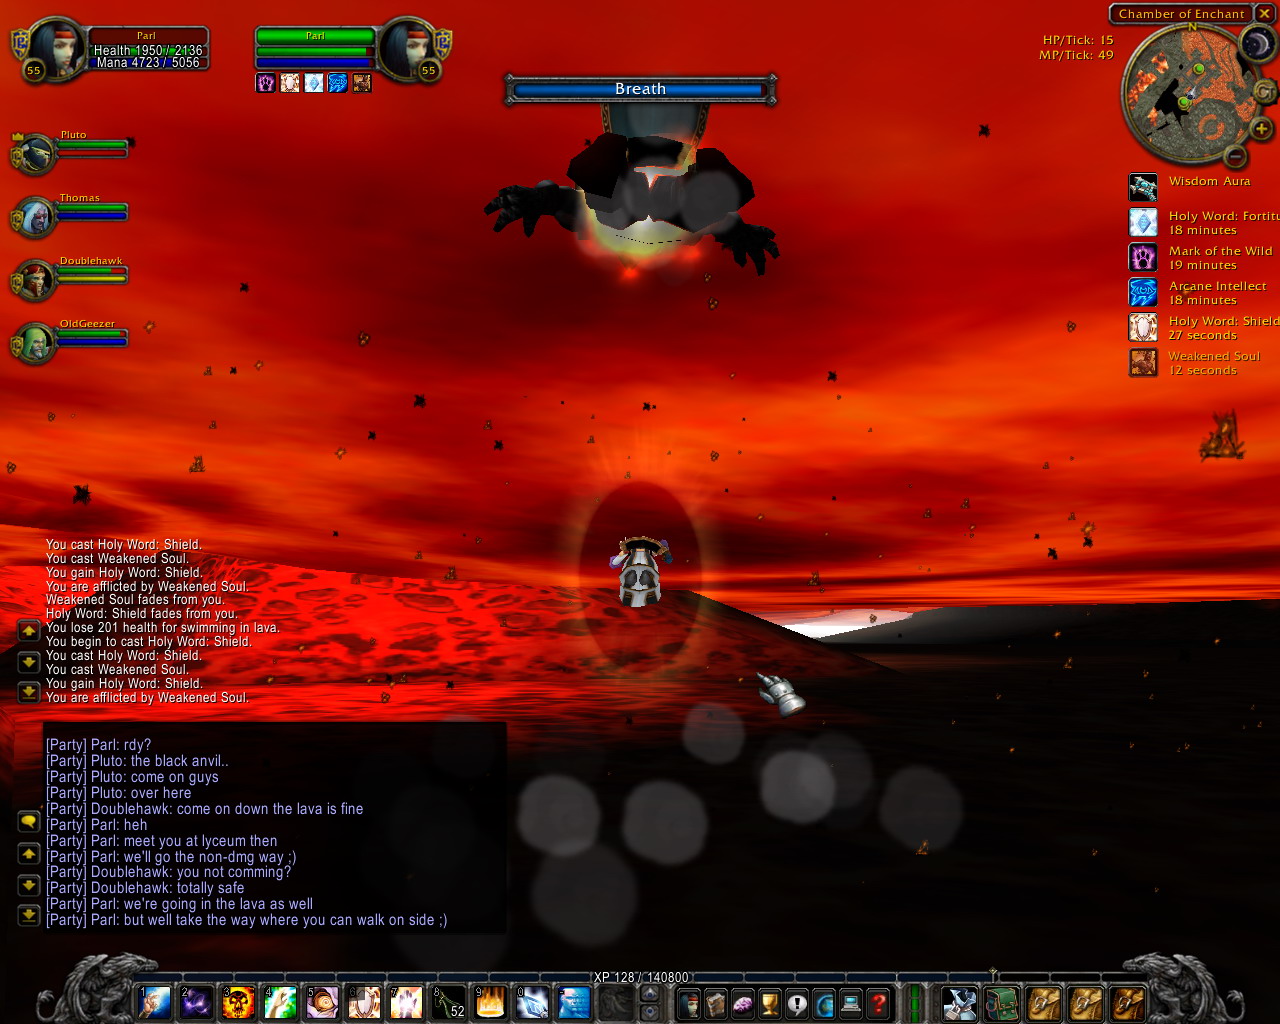 Parl
Health 1950 / 2136
Mana 4723 / 5056
55
Parl
55
Breath
Chamber of Enchant
N
HP/Tick: 15
MP/Tick: 49
Pluto
Thomas
Doublehawk
OldGeezer
Wisdom Aura
Holy Word: Fortitu
18 minutes
Mark of the Wild
19 minutes
Arcane Intellect
18 minutes
Holy Word: Shield
27 seconds
Weakened Soul
12 seconds
You cast Holy Word: Shield.
You cast Weakened Soul.
You gain Holy Word: Shield.
You are afflicted by Weakened Soul.
Weakened Soul fades from you.
Holy Word: Shield fades from you.
You lose 201 health for swimming in lava.
You begin to cast Holy Word: Shield.
You cast Holy Word: Shield.
You cast Weakened Soul.
You gain Holy Word: Shield.
You are afflicted by Weakened Soul.
[Party] Parl: rdy?
[Party] Pluto: the black anvil..
[Party] Pluto: come on guys
[Party] Pluto: over here
[Party] Doublehawk: come on down the lava is fine
[Party] Parl: heh
[Party] Parl: meet you at lyceum then
[Party] Parl: we'll go the non-dmg way ;)
[Party] Doublehawk: you not comming?
[Party] Doublehawk: totally safe
[Party] Parl: we're going in the lava as well
[Party] Parl: but well take the way where you can walk on side ;)
XP 128 / 140800
1 2 3 4 5 6 7 8 9 0
52